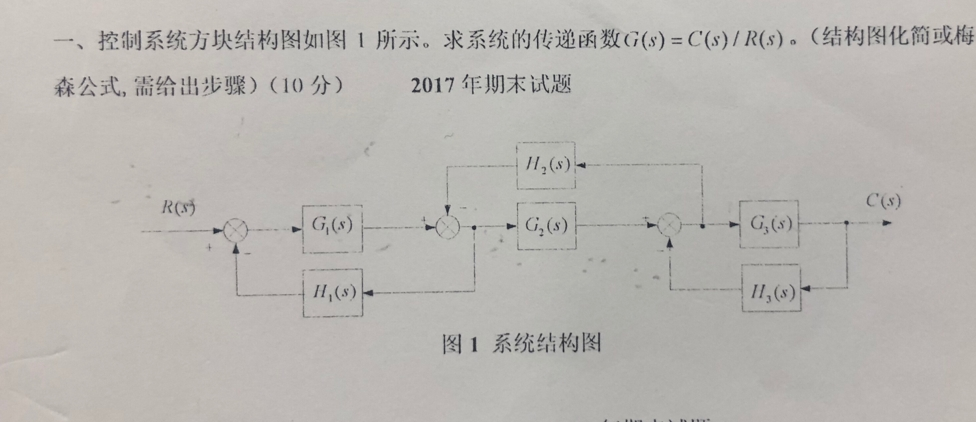 一、控制系统方块结构图如图 1 所示。求系统的传递函数G(s)=C(s)/R(s)。(结构图化简或梅
森公式,需给出步骤)(10 分) 2017 年期末试题
H₂(s)
R(s) C(s)
G₁(s) + − G₂(s) + G₃(s)
+ − −
H₁(s) H₃(s)
图 1 系统结构图